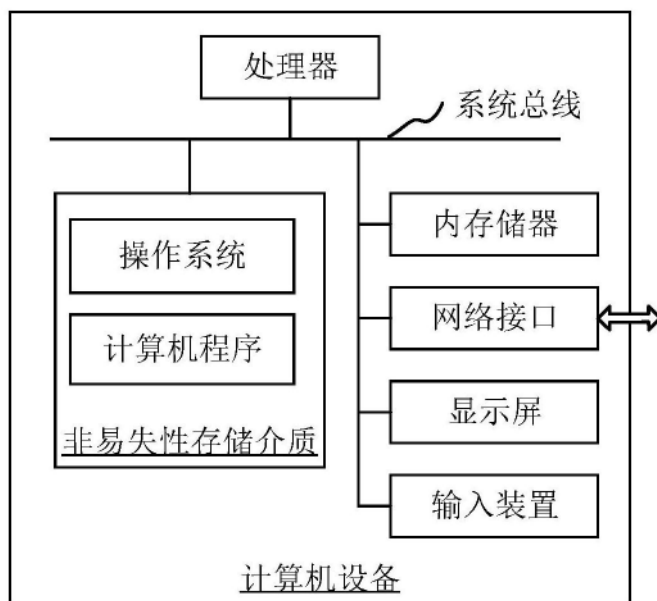 处理器
系统总线
操作系统
计算机程序
非易失性存储介质
内存储器
网络接口
显示屏
输入装置
计算机设备